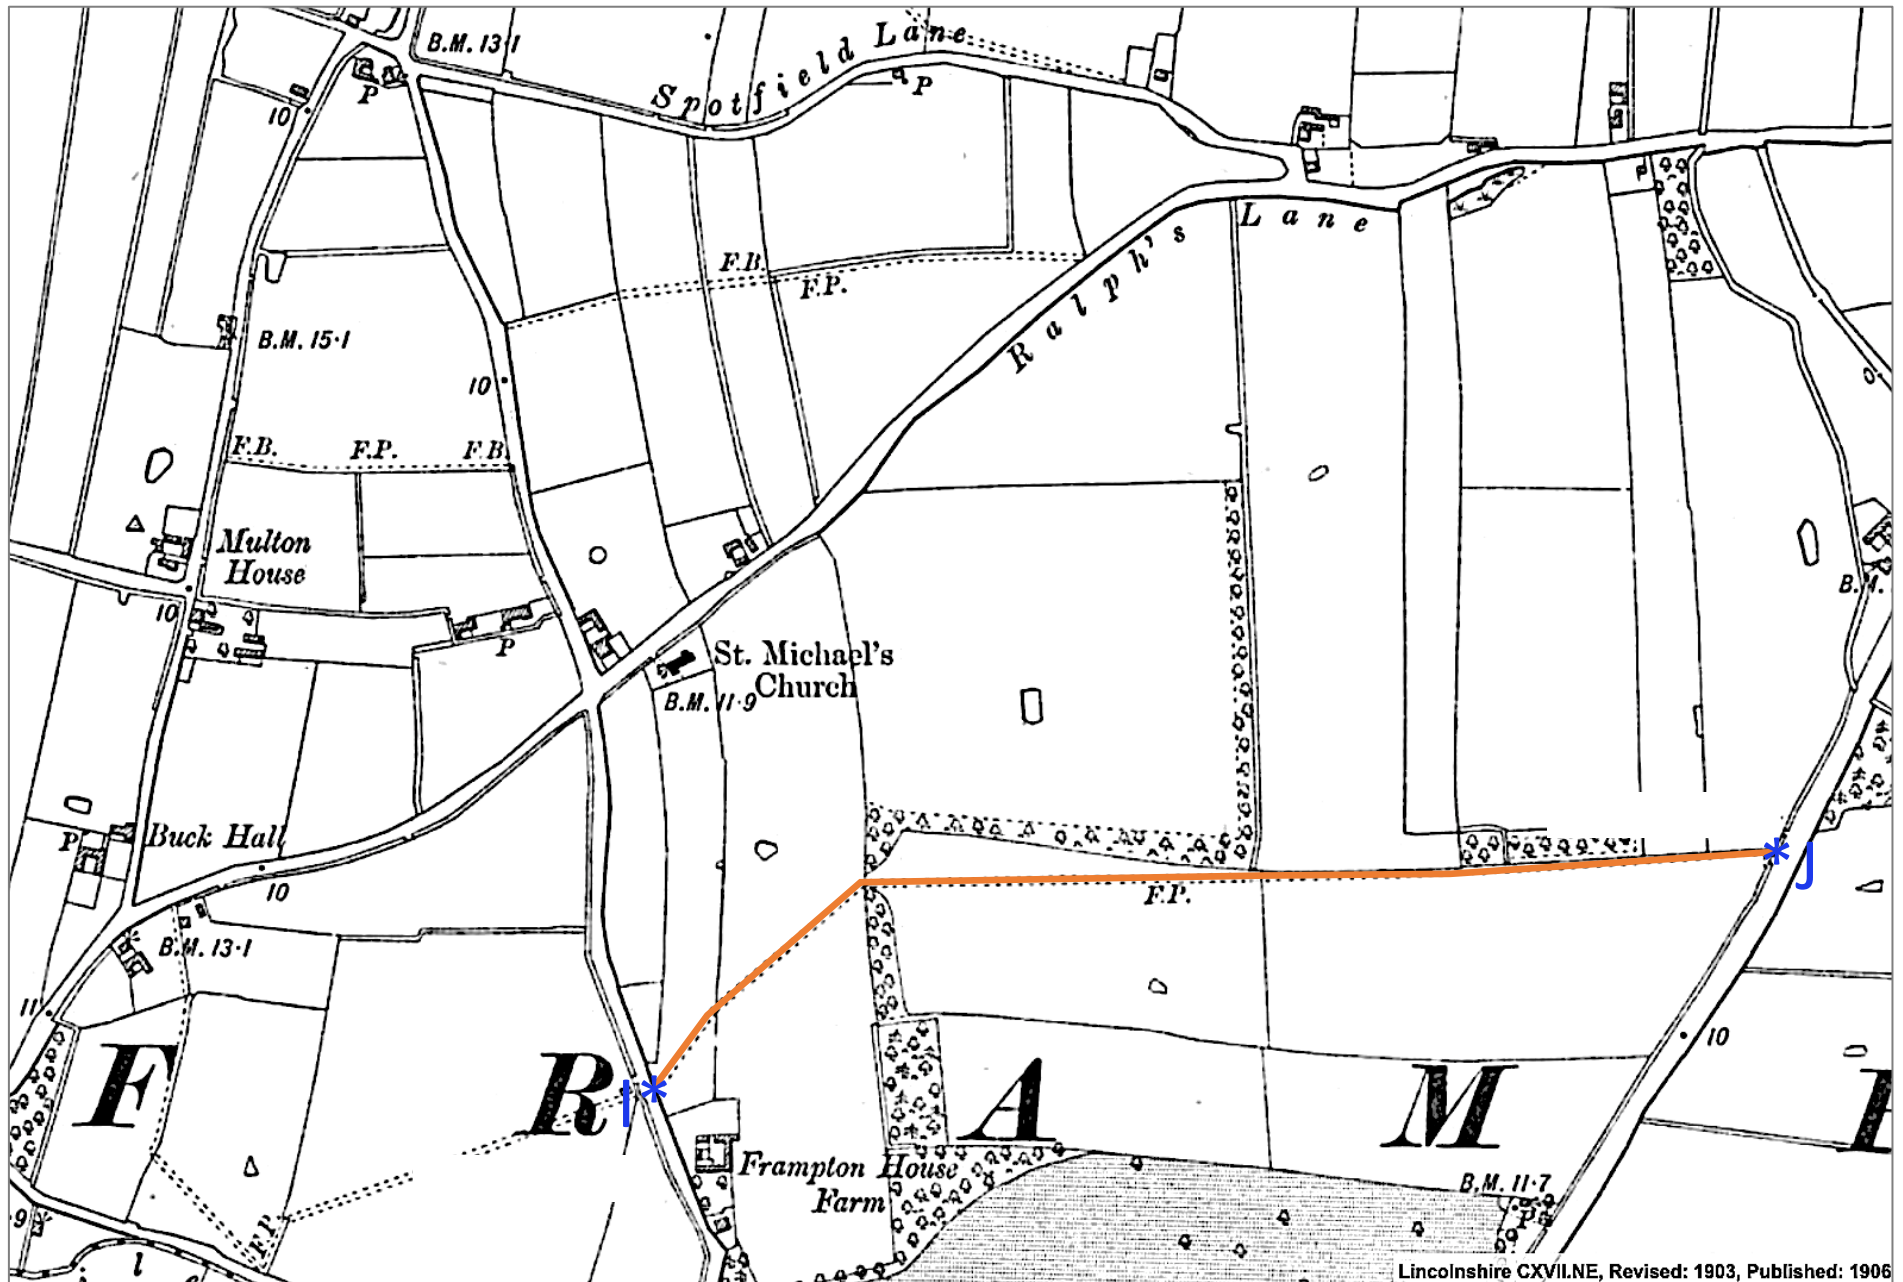 B.M. 13·1
Spotfield Lane
P
P
10
Ralph's Lane
F.B.
F.P.
B.M. 15·1
10
F.B. F.P. F.B.
Multon
House
10
P
B.M.
St. Michael's
Church
B.M. 11·9
P
Buck Hall
10
J
F.P.
B.M. 13·1
11
10
F R A M
I
Frampton House
Farm
B.M. 11·7
P
F.P.
9
Lincolnshire CXVII.NE, Revised: 1903, Published: 1906